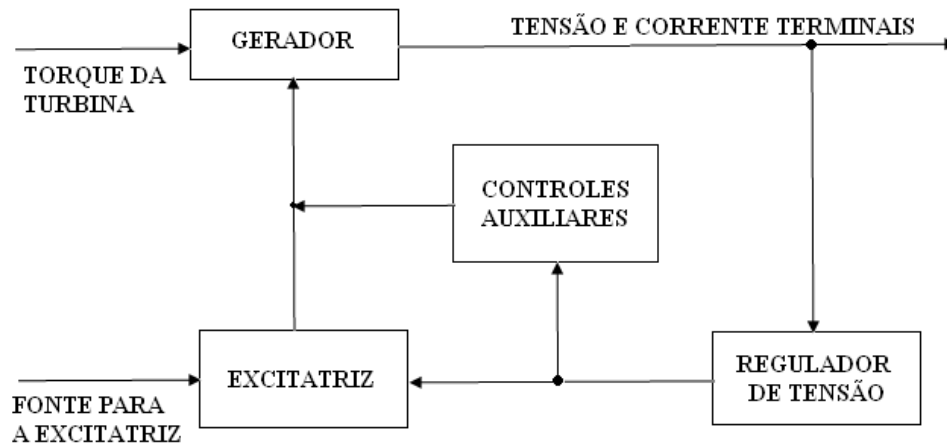 GERADOR
TENSÃO E CORRENTE TERMINAIS
TORQUE DA
TURBINA
CONTROLES
AUXILIARES
EXCITATRIZ
REGULADOR
DE TENSÃO
FONTE PARA
A EXCITATRIZ